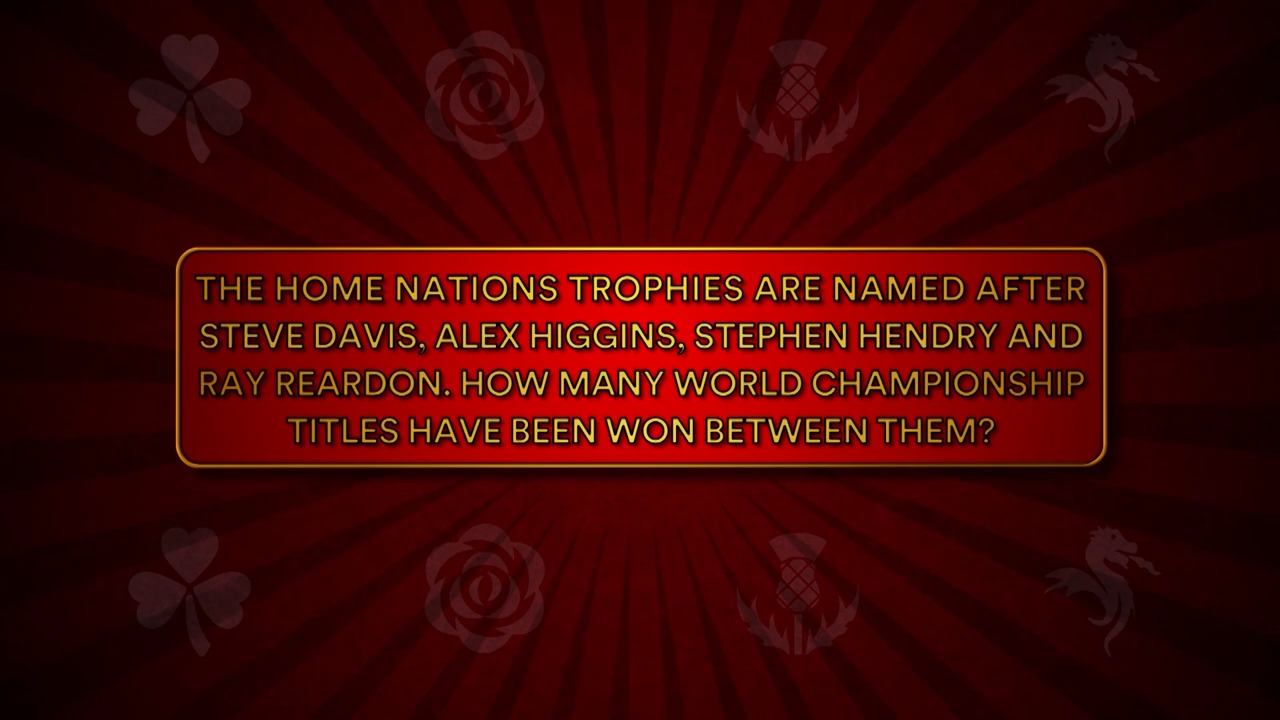 THE HOME NATIONS TROPHIES ARE NAMED AFTER
STEVE DAVIS, ALEX HIGGINS, STEPHEN HENDRY AND
RAY REARDON. HOW MANY WORLD CHAMPIONSHIP
TITLES HAVE BEEN WON BETWEEN THEM?